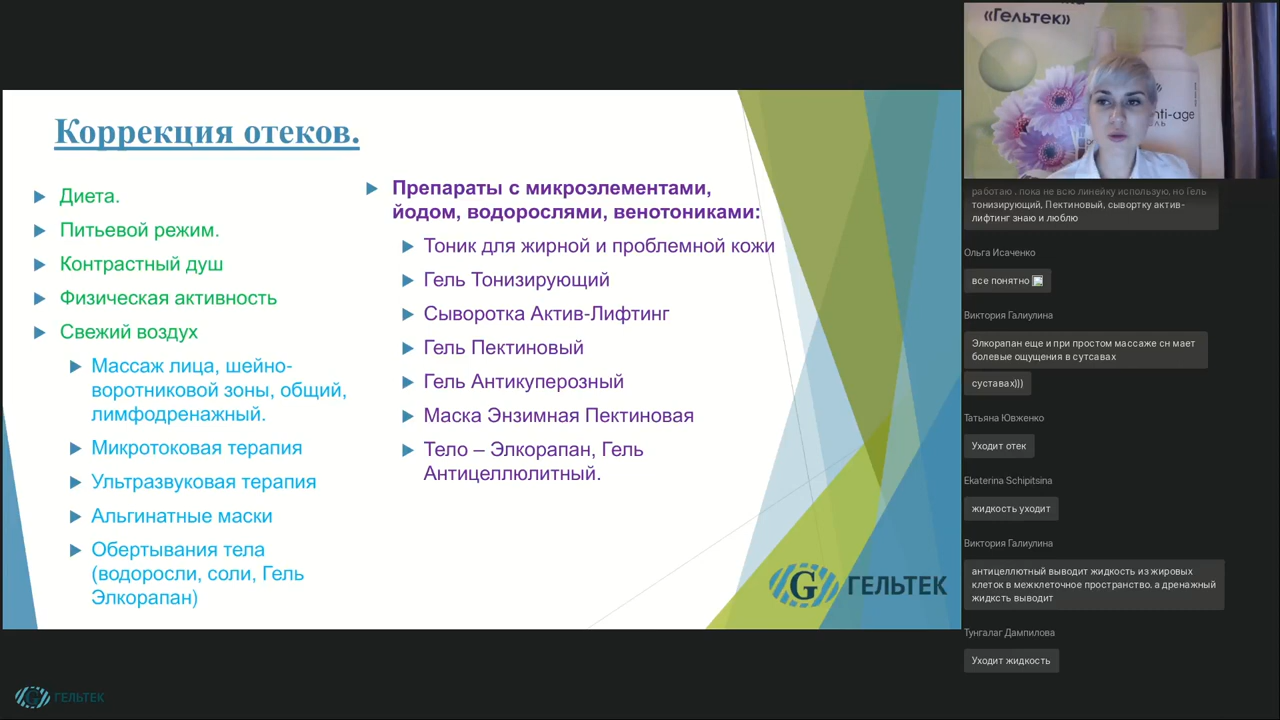 Коррекция отеков.
Диета.
Питьевой режим.
Контрастный душ
Физическая активность
Свежий воздух
Массаж лица, шейно-
воротниковой зоны, общий,
лимфодренажный.
Микротоковая терапия
Ультразвуковая терапия
Альгинатные маски
Обертывания тела
(водоросли, соли, Гель
Элкорапан)
Препараты с микроэлементами,
йодом, водорослями, венотониками:
Тоник для жирной и проблемной кожи
Гель Тонизирующий
Сыворотка Актив-Лифтинг
Гель Пектиновый
Гель Антикуперозный
Маска Энзимная Пектиновая
Тело – Элкорапан, Гель
Антицеллюлитный.
G ГЕЛЬТЕК
«Гельтек»
nti-age
работаю . пока не всю линейку использую, но Гель
тонизирующий, Пектиновый, сывортку актив-
лифтинг знаю и люблю
Ольга Исаченко
все понятно
Виктория Галиулина
Элкорапан еще и при простом массаже сн мает
болевые ощущения в сутсавах
суставах)))
Татьяна Ювженко
Уходит отек
Ekaterina Schipitsina
жидкость уходит
Виктория Галиулина
антицеллютный выводит жидкость из жировых
клеток в межклеточное пространство. а дренажный
жидксть выводит
Тунгалаг Дампилова
Уходит жидкость
G ГЕЛЬТЕК